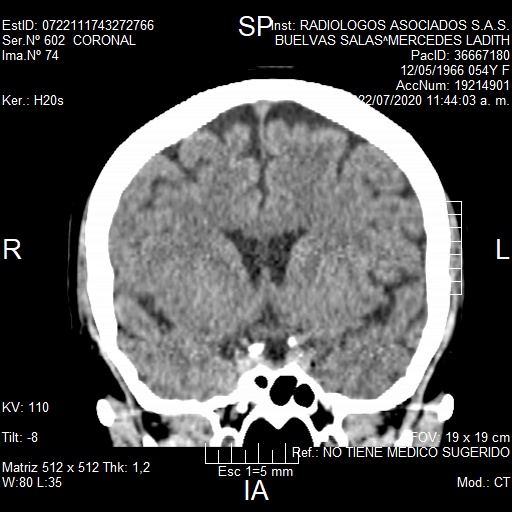 EstID: 0722111743272766
Ser.Nº 602 CORONAL
Ima.Nº 74
Ker.: H20s
SP
Inst: RADIOLOGOS ASOCIADOS S.A.S.
BUELVAS SALAS^MERCEDES LADITH
PacID: 36667180
12/05/1966 054Y F
AccNum: 19214901
22/07/2020 11:44:03 a. m.
R
L
KV: 110
Tilt: -8
Matriz 512 x 512 Thk: 1,2
W:80 L:35
Esc 1=5 mm
IA
FOV: 19 x 19 cm
Ref.: NO TIENE MEDICO SUGERIDO
Mod.: CT